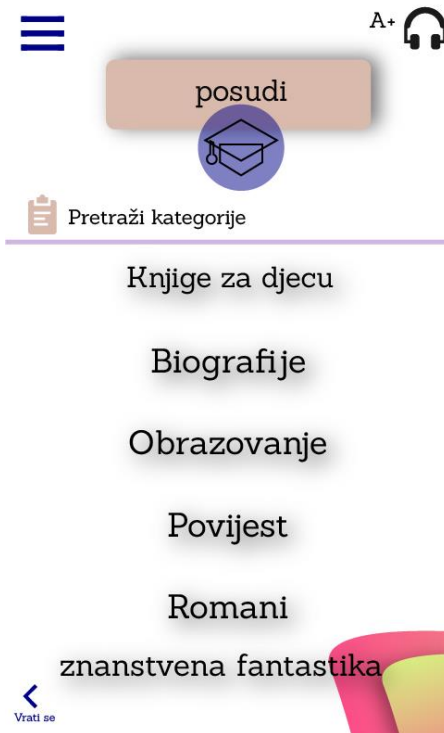 A+
posudi
Pretraži kategorije
Knjige za djecu
Biografije
Obrazovanje
Povijest
Romani
znanstvena fantastika
Vrati se